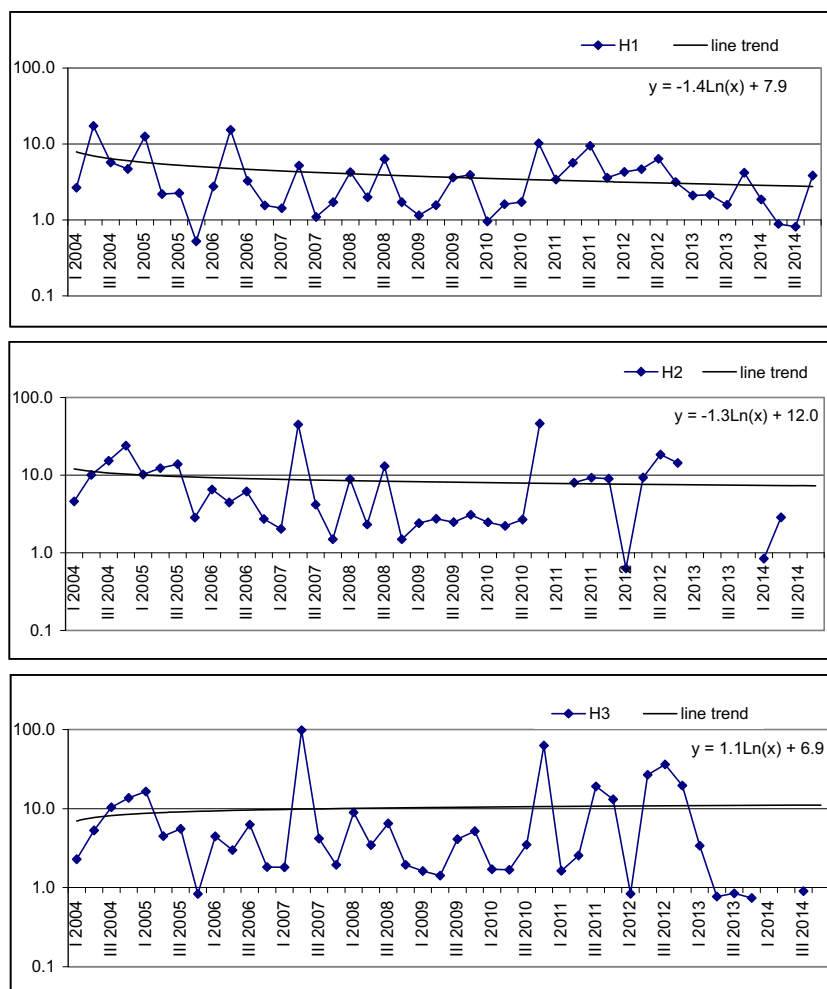 H1 line trend
100.0
y = -1.4Ln(x) + 7.9
10.0
1.0
0.1
I 2004 III 2004 I 2005 III 2005 I 2006 III 2006 I 2007 III 2007 I 2008 III 2008 I 2009 III 2009 I 2010 III 2010 I 2011 III 2011 I 2012 III 2012 I 2013 III 2013 I 2014 III 2014
H2 line trend
100.0
y = -1.3Ln(x) + 12.0
10.0
1.0
0.1
I 2004 III 2004 I 2005 III 2005 I 2006 III 2006 I 2007 III 2007 I 2008 III 2008 I 2009 III 2009 I 2010 III 2010 I 2011 III 2011 I 2012 III 2012 I 2013 III 2013 I 2014 III 2014
H3 line trend
100.0
y = 1.1Ln(x) + 6.9
10.0
1.0
0.1
I 2004 III 2004 I 2005 III 2005 I 2006 III 2006 I 2007 III 2007 I 2008 III 2008 I 2009 III 2009 I 2010 III 2010 I 2011 III 2011 I 2012 III 2012 I 2013 III 2013 I 2014 III 2014